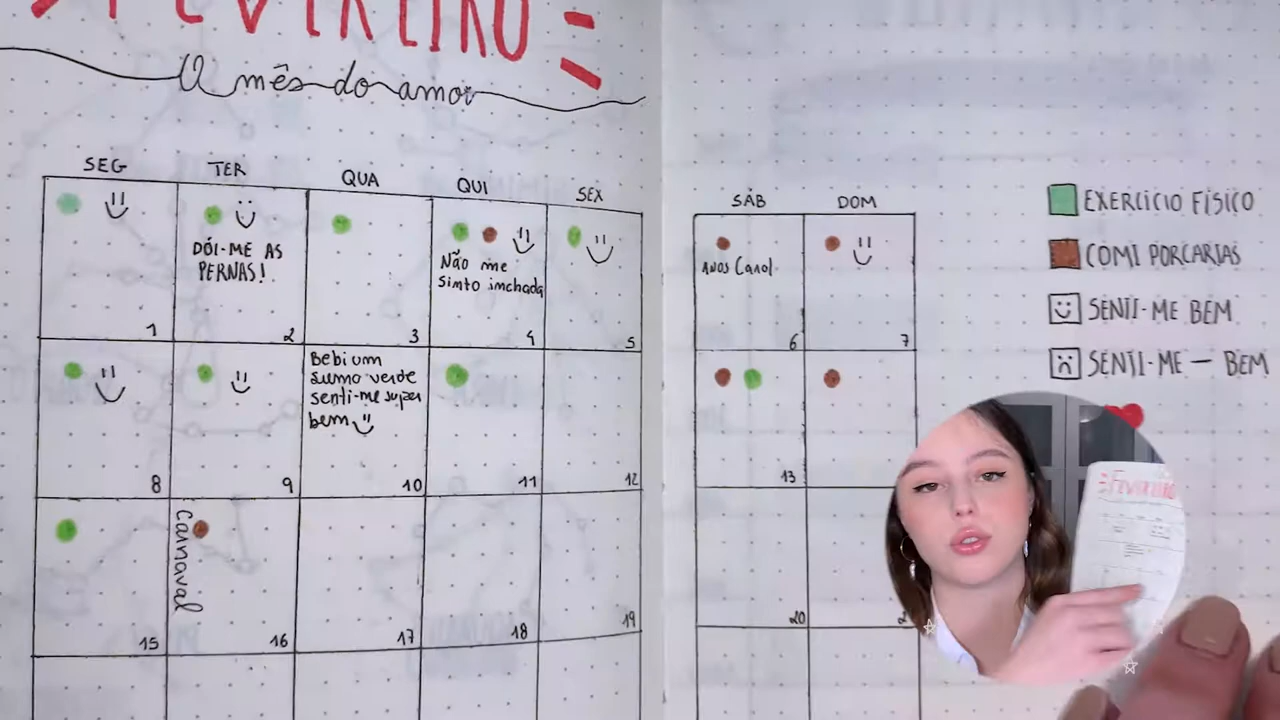 FEVEREIRO
O mês do amor
SEG TER QUA QUI SEX SÁB DOM
DÓI-ME AS
PERNAS!
Não me
sinto inchada
Anos Carol
1 2 3 4 5 6 7
Bebi um
sumo verde
senti-me super
bem
8 9 10 11 12 13
Carnaval
15 16 17 18 19 20
EXERCÍCIO FÍSICO
COMI PORCARIAS
SENTI-ME BEM
SENTI-ME — BEM
FEVEREIRO